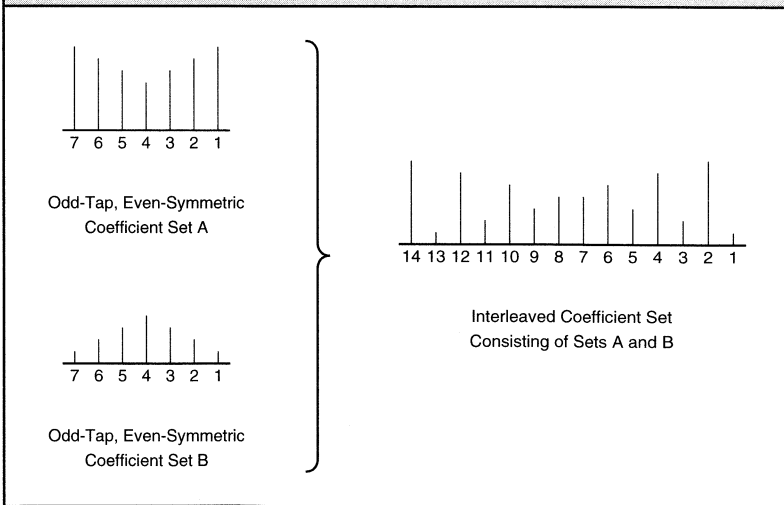 7 6 5 4 3 2 1
Odd-Tap, Even-Symmetric
Coefficient Set A
7 6 5 4 3 2 1
Odd-Tap, Even-Symmetric
Coefficient Set B
14 13 12 11 10 9 8 7 6 5 4 3 2 1
Interleaved Coefficient Set
Consisting of Sets A and B